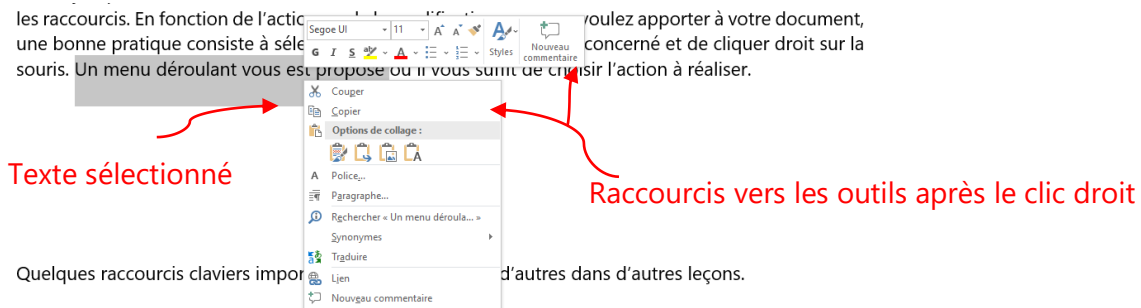 les raccourcis. En fonction de l'actio voulez apporter à votre document,
une bonne pratique consiste à séle concerné et de cliquer droit sur la
souris. Un menu déroulant vous est proposé où il vous suffit de choisir l'action à réaliser.
Segoe UI 11 A A
G I S aby A Styles Nouveau
commentaire
Couper
Copier
Options de collage :
A Police...
Paragraphe...
Rechercher « Un menu déroula... »
Synonymes
Traduire
Lien
Nouveau commentaire
Texte sélectionné
Raccourcis vers les outils après le clic droit
Quelques raccourcis claviers impor d'autres dans d'autres leçons.